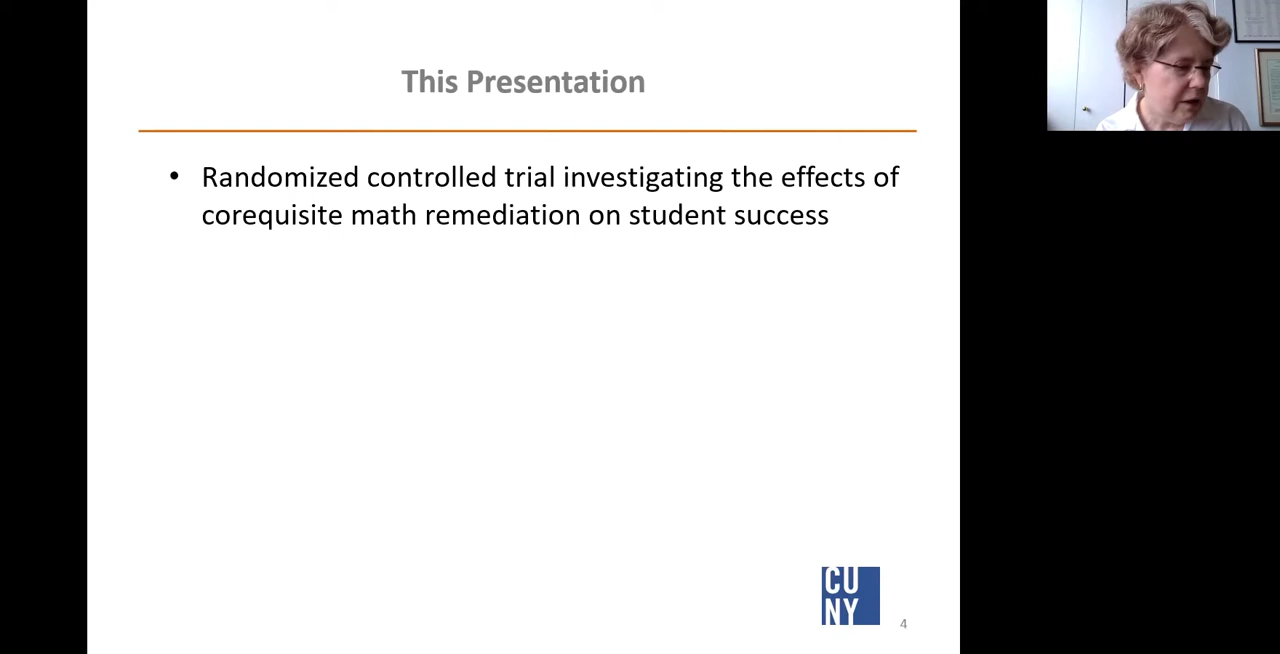 This Presentation
• Randomized controlled trial investigating the effects of
corequisite math remediation on student success
CU
NY
4